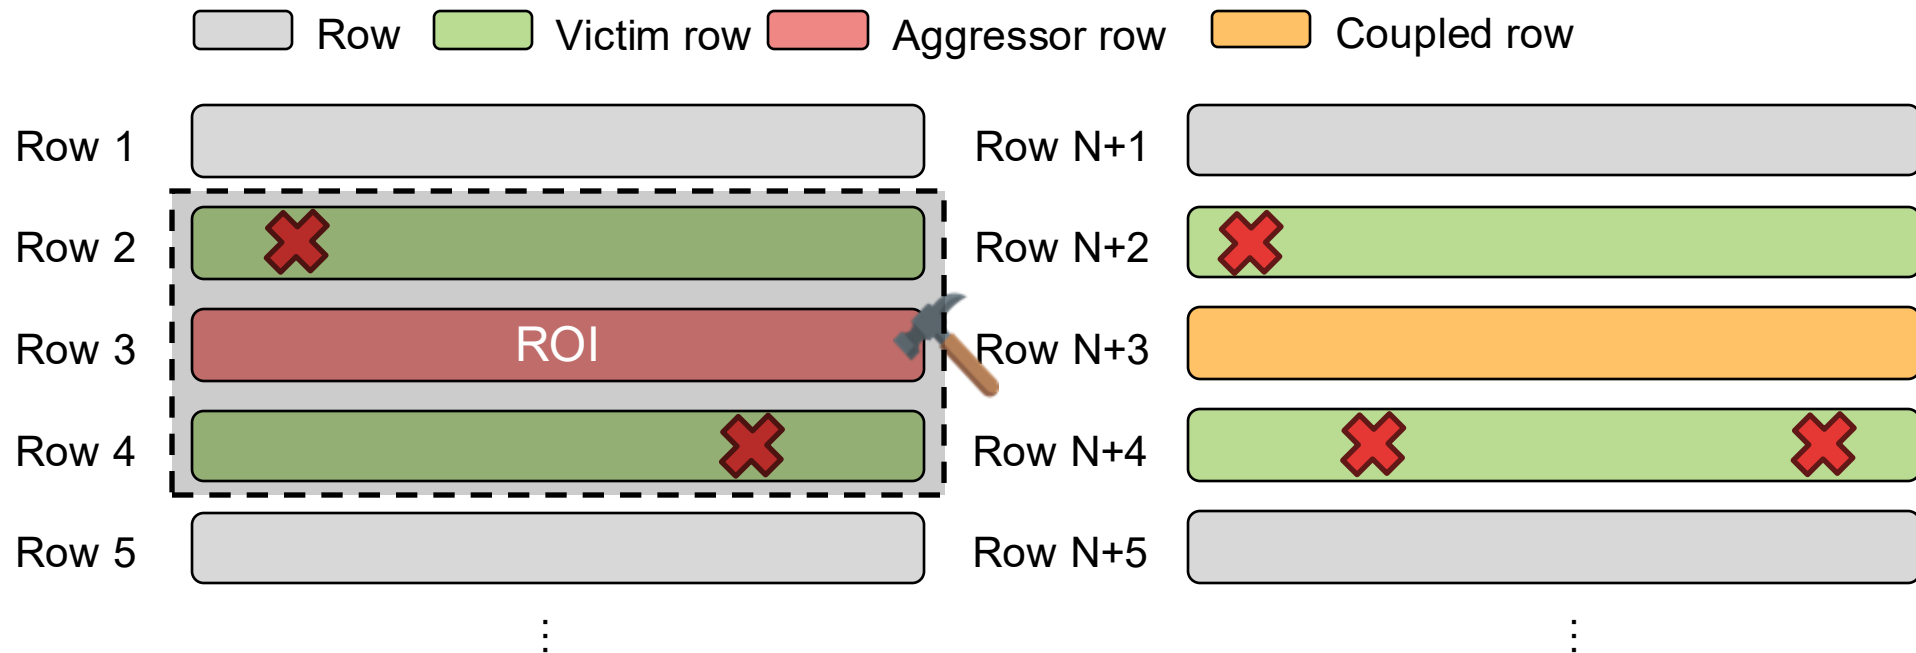 Row Victim row Aggressor row Coupled row
Row 1
Row N+1
Row 2
Row N+2
Row 3
ROI
Row N+3
Row 4
Row N+4
Row 5
Row N+5
⋮ ⋮